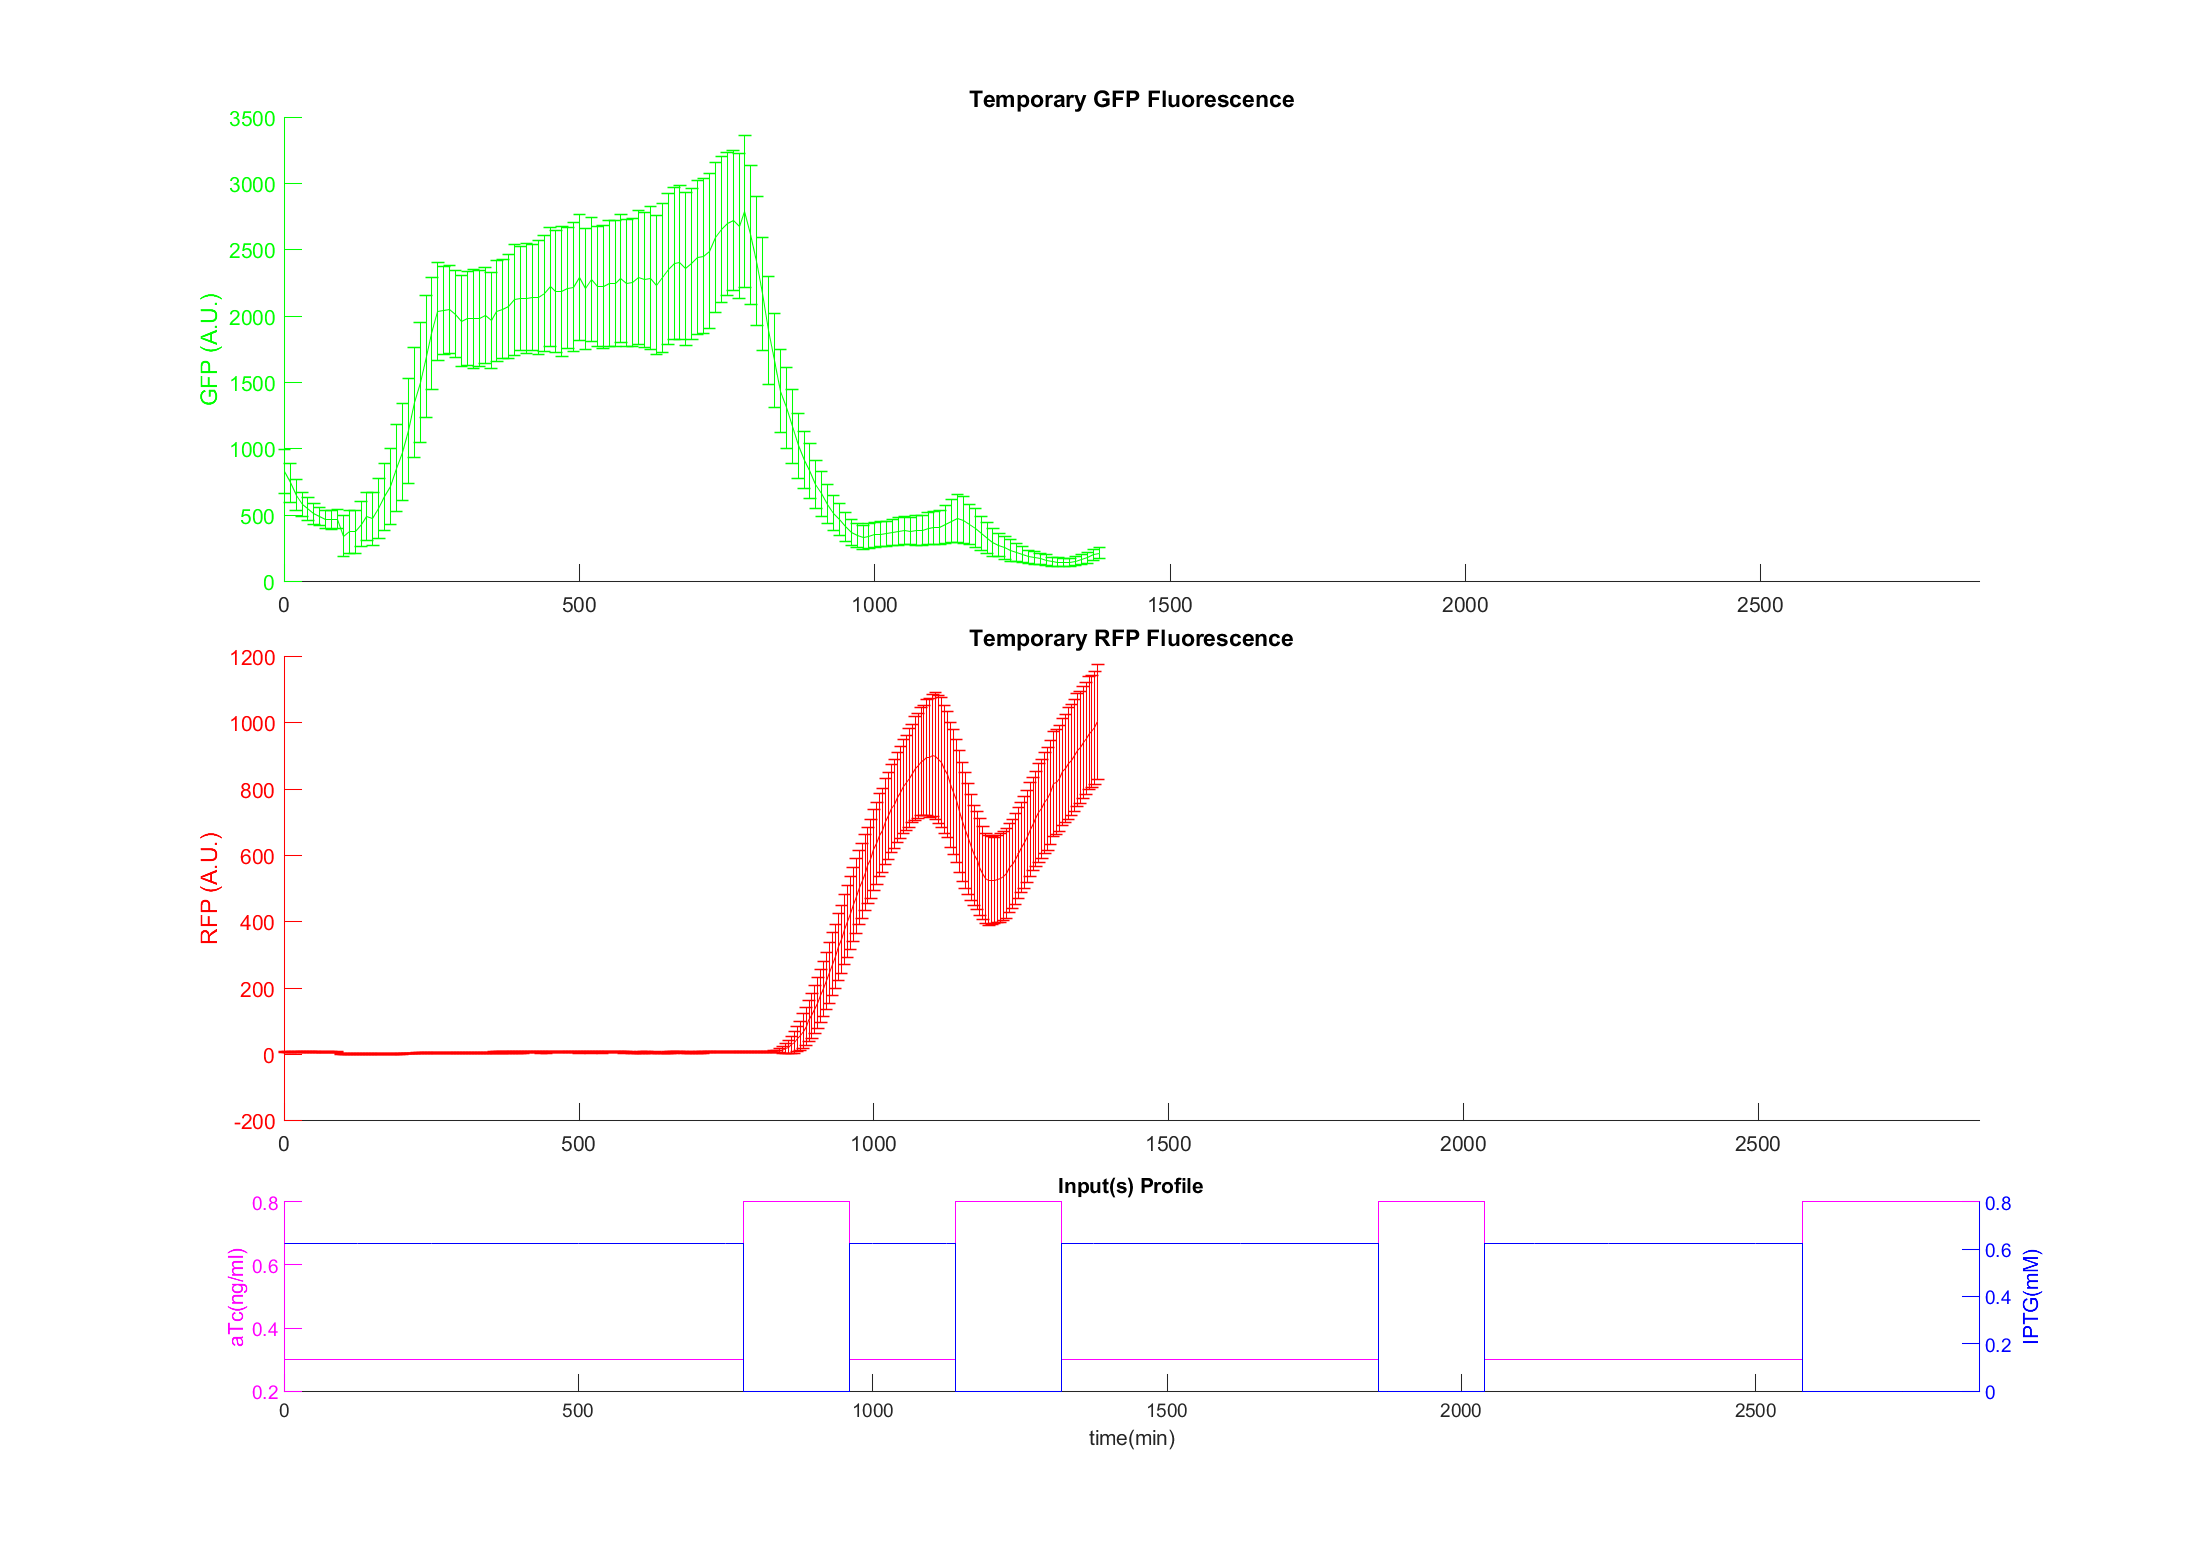 Temporary GFP Fluorescence
3500
3000
2500
2000
1500
1000
500
0
GFP (A.U.)
0 500 1000 1500 2000 2500
Temporary RFP Fluorescence
1200
1000
800
600
400
200
0
-200
RFP (A.U.)
0 500 1000 1500 2000 2500
Input(s) Profile
0.8
0.6
0.4
0.2
aTc(ng/ml)
0.8
0.6
0.4
0.2
0
IPTG(mM)
0 500 1000 1500 2000 2500
time(min)